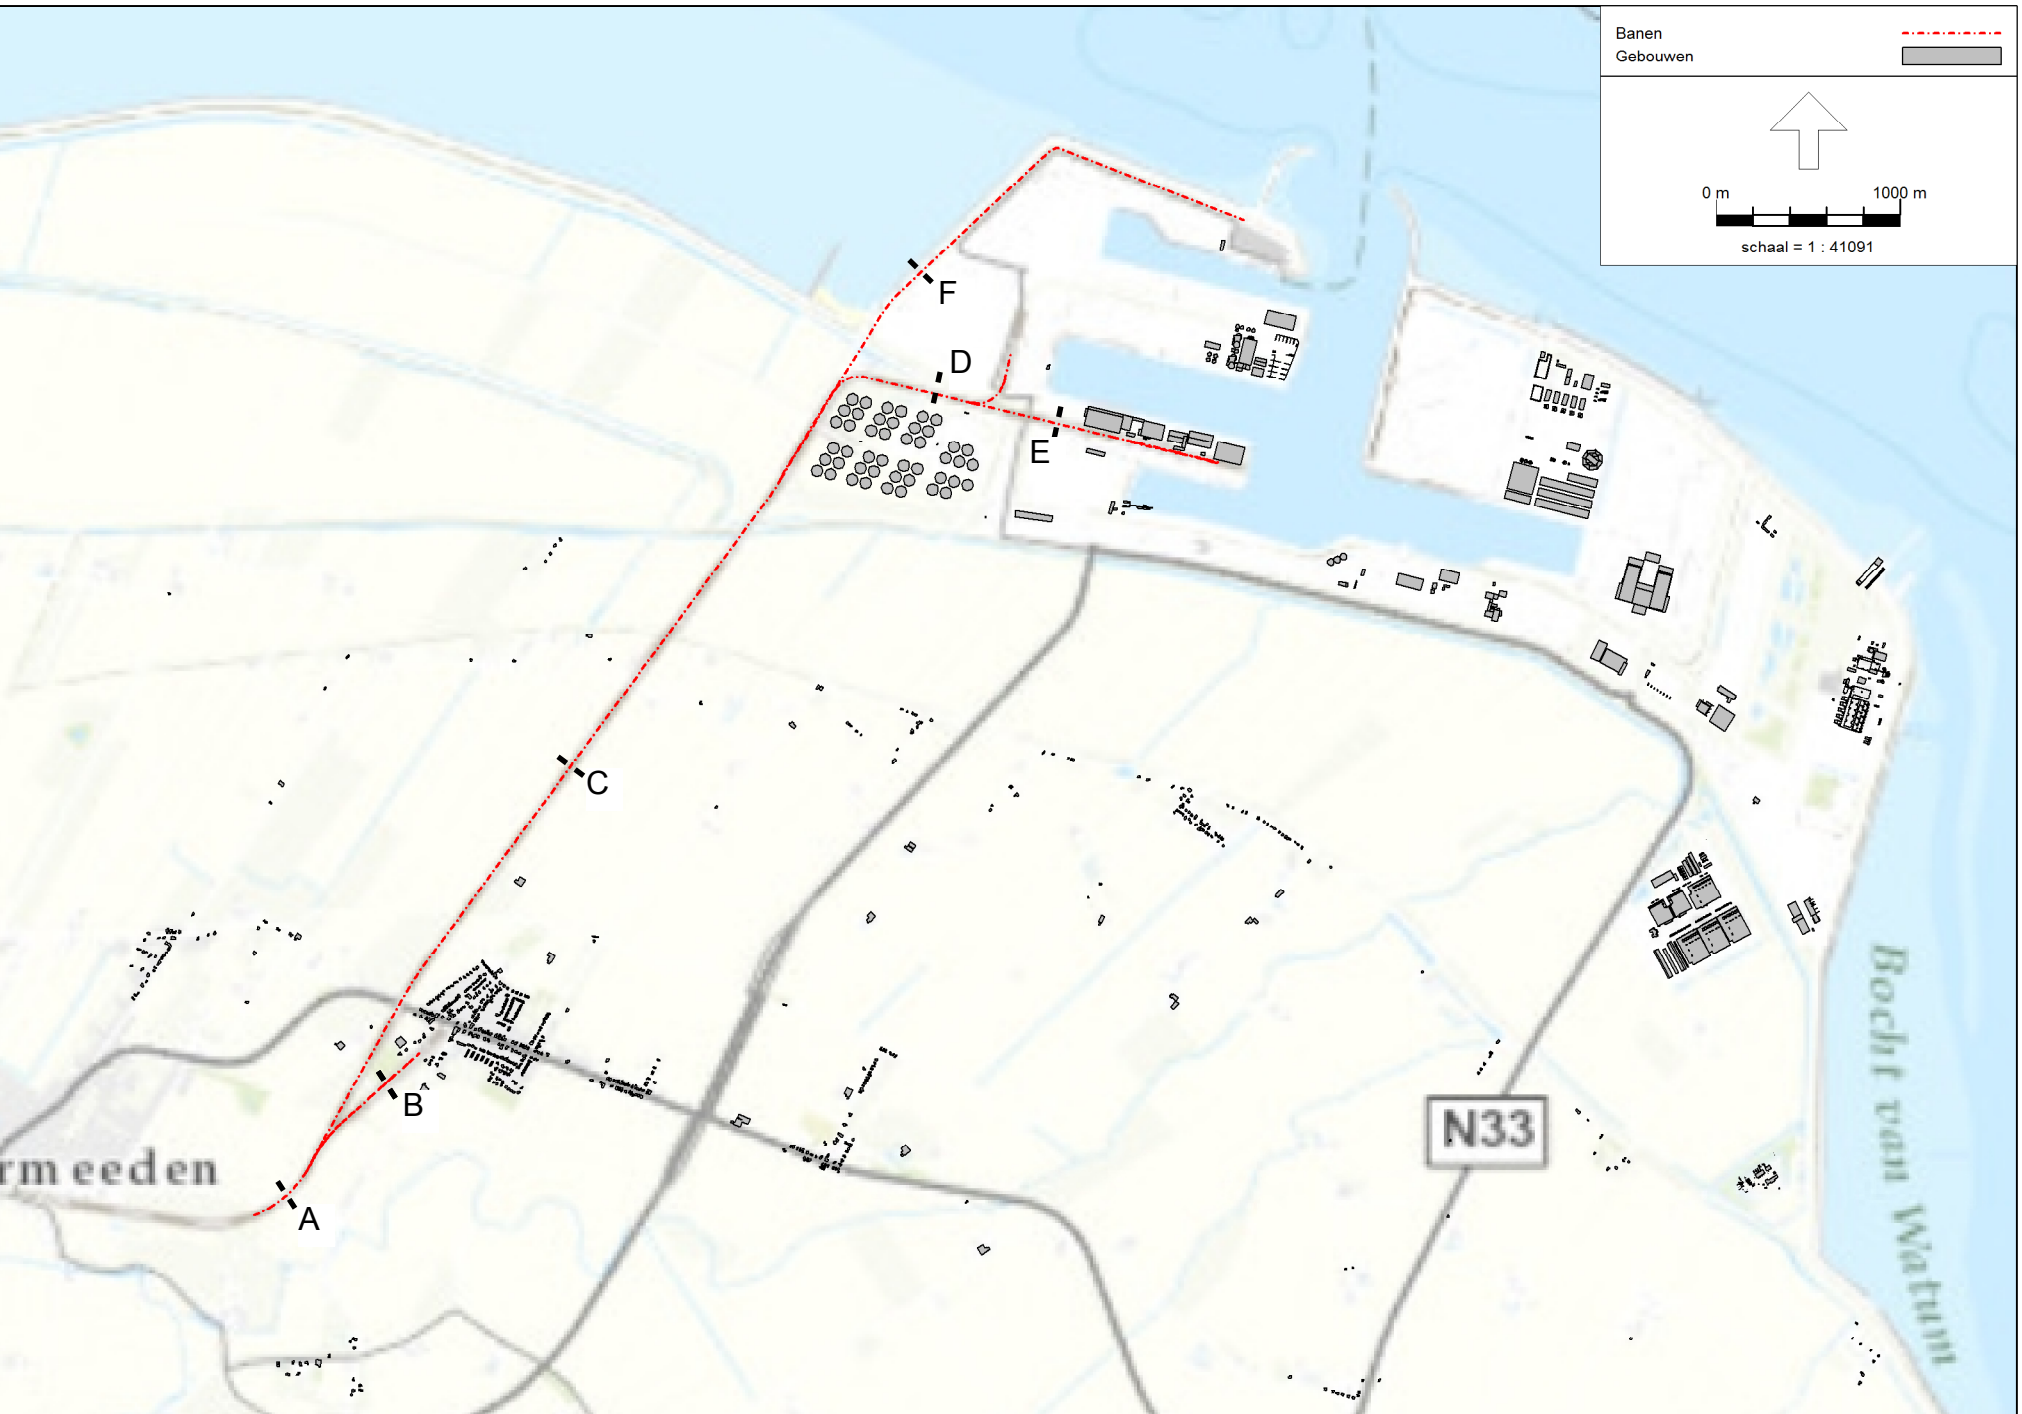 Banen
Gebouwen
0 m 1000 m
schaal = 1 : 41091
F
D
E
C
B
N33
A
rmeeden
Bocht van Watum